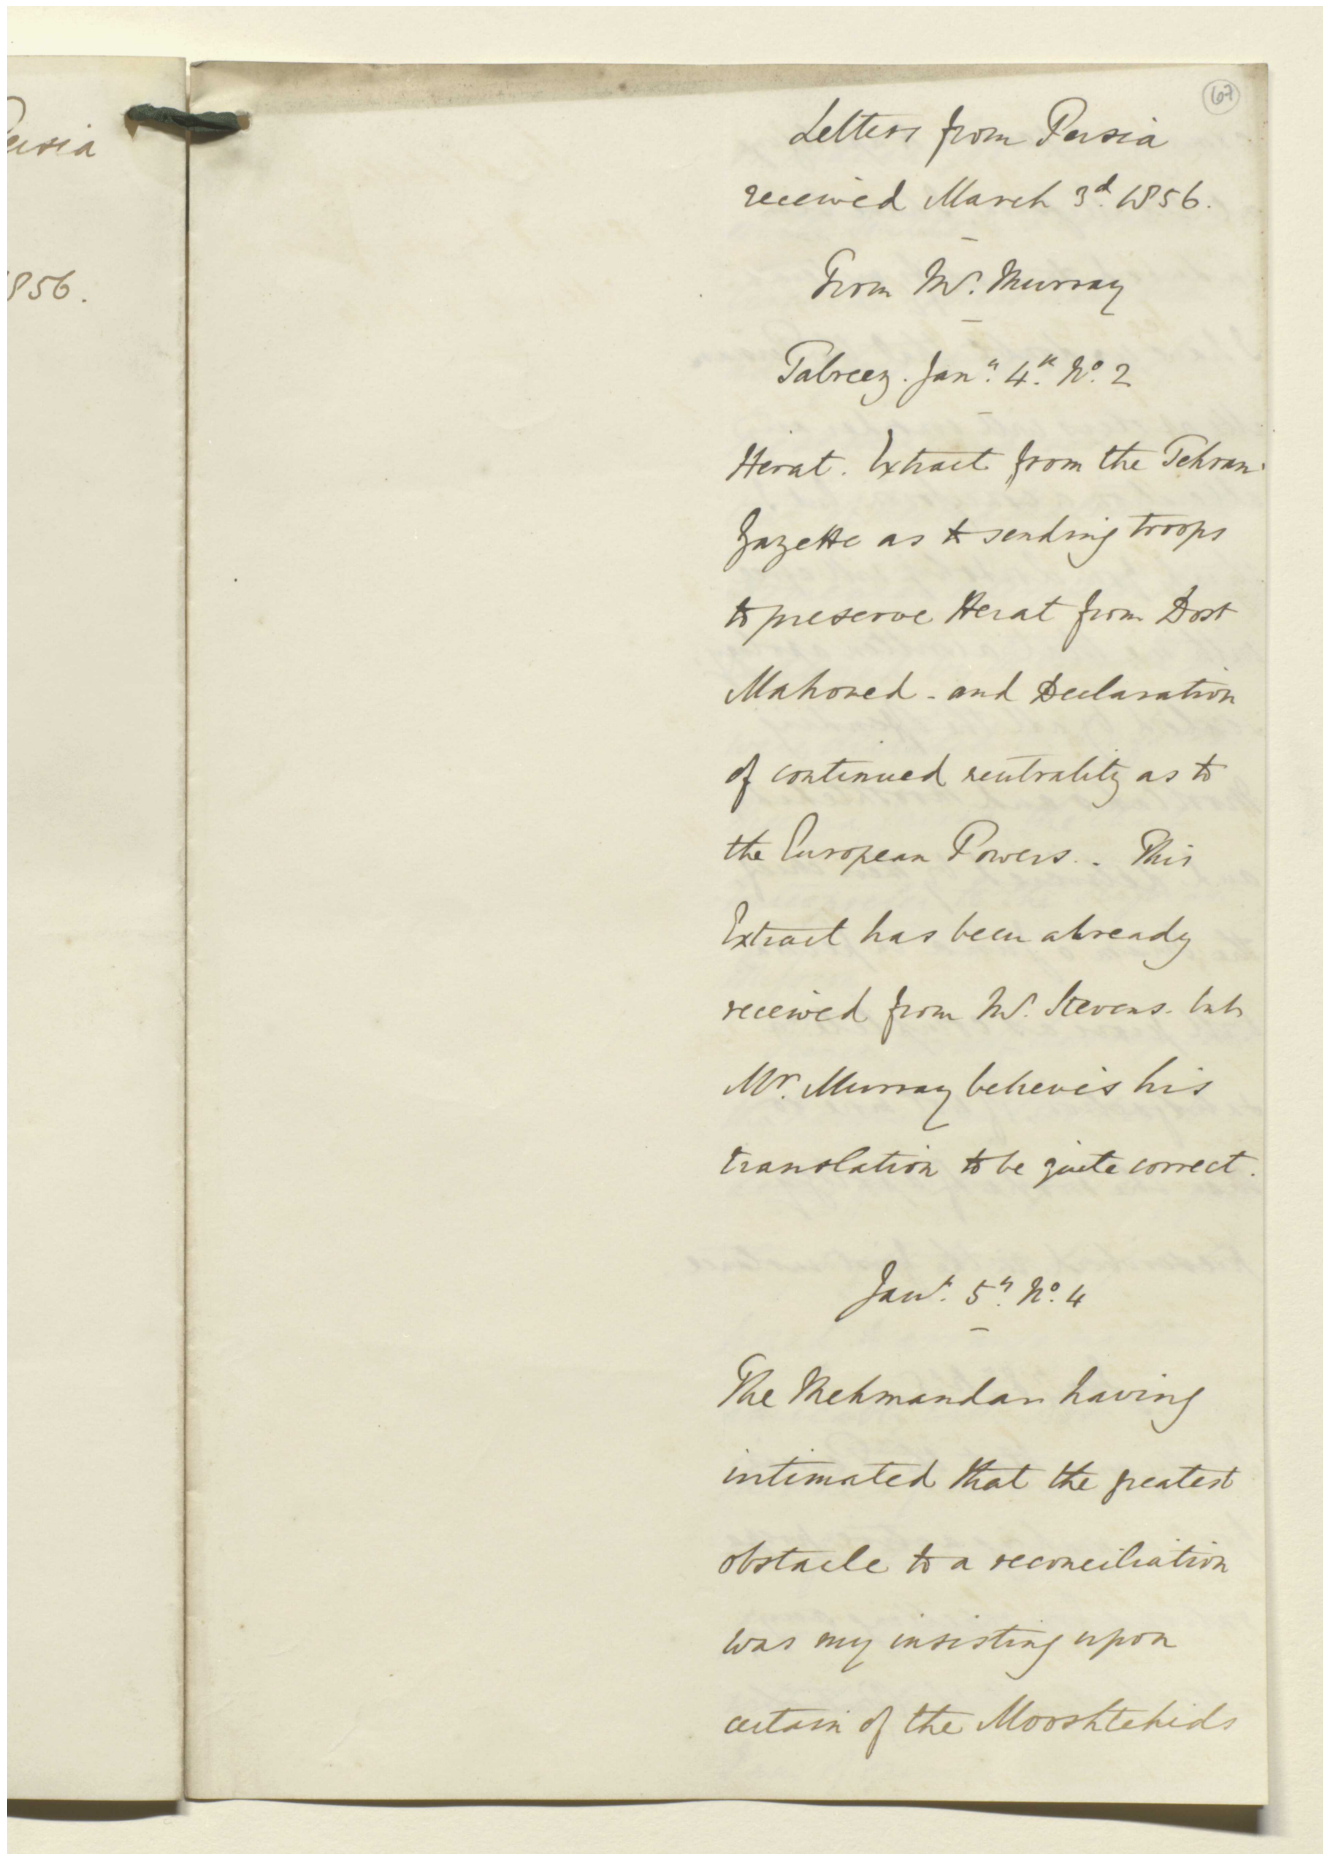 67
Letters from Persia
received March 3d. 1856.
From Mr. Murray
Tabreez. Jany. 4th. No. 2
Herat. Extract from the Tehran
Gazette as to sending troops
to preserve Herat from Dost
Mahomed - and Declaration
of continued neutrality as to
the European Powers. - This
Extract has been already
received from Mr. Stevens. but
Mr. Murray believes his
translation to be quite correct.
Jany. 5th. No. 4
The Mehmandar having
intimated that the greatest
obstacle to a reconciliation
was my insisting upon
certain of the Mooshtehids
ersia
1856.